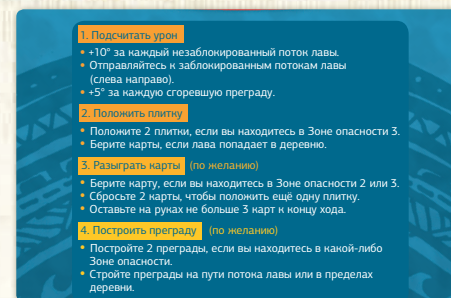 1. Подсчитать урон
• +10° за каждый незаблокированный поток лавы.
• Отправляйтесь к заблокированным потокам лавы
(слева направо).
• +5° за каждую сгоревшую преграду.
2. Положить плитку
• Положите 2 плитки, если вы находитесь в Зоне опасности 3.
• Берите карты, если лава попадает в деревню.
3. Разыграть карты (по желанию)
• Берите карту, если вы находитесь в Зоне опасности 2 или 3.
• Сбросьте 2 карты, чтобы положить ещё одну плитку.
• Оставьте на руках не больше 3 карт к концу хода.
4. Построить преграду (по желанию)
• Постройте 2 преграды, если вы находитесь в какой-либо
Зоне опасности.
• Стройте преграды на пути потока лавы или в пределах
деревни.